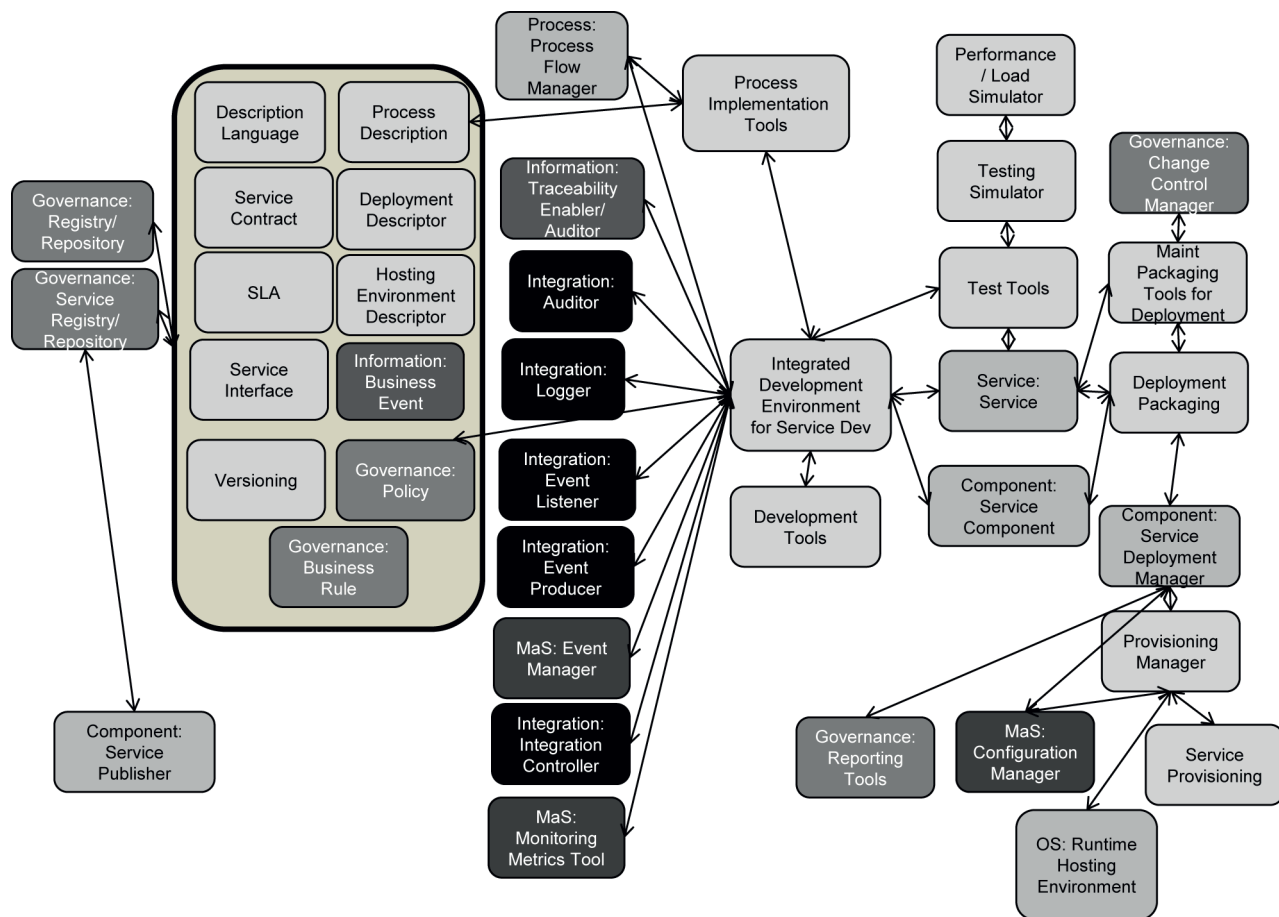 Process:
Process
Flow
Manager
Process
Implementation
Tools
Performance
/ Load
Simulator
Description
Language
Process
Description
Testing
Simulator
Governance:
Change
Control
Manager
Information:
Traceability
Enabler/
Auditor
Governance:
Registry/
Repository
Service
Contract
Deployment
Descriptor
Governance:
Service
Registry/
Repository
SLA
Hosting
Environment
Descriptor
Integration:
Auditor
Test Tools
Maint
Packaging
Tools for
Deployment
Service
Interface
Information:
Business
Event
Integration:
Logger
Integrated
Development
Environment
for Service Dev
Service:
Service
Deployment
Packaging
Versioning
Governance:
Policy
Integration:
Event
Listener
Development
Tools
Component:
Service
Component
Governance:
Business
Rule
Integration:
Event
Producer
Component:
Service
Deployment
Manager
MaS: Event
Manager
Provisioning
Manager
Component:
Service
Publisher
Integration:
Integration
Controller
Governance:
Reporting
Tools
MaS:
Configuration
Manager
Service
Provisioning
MaS:
Monitoring
Metrics Tool
OS: Runtime
Hosting
Environment